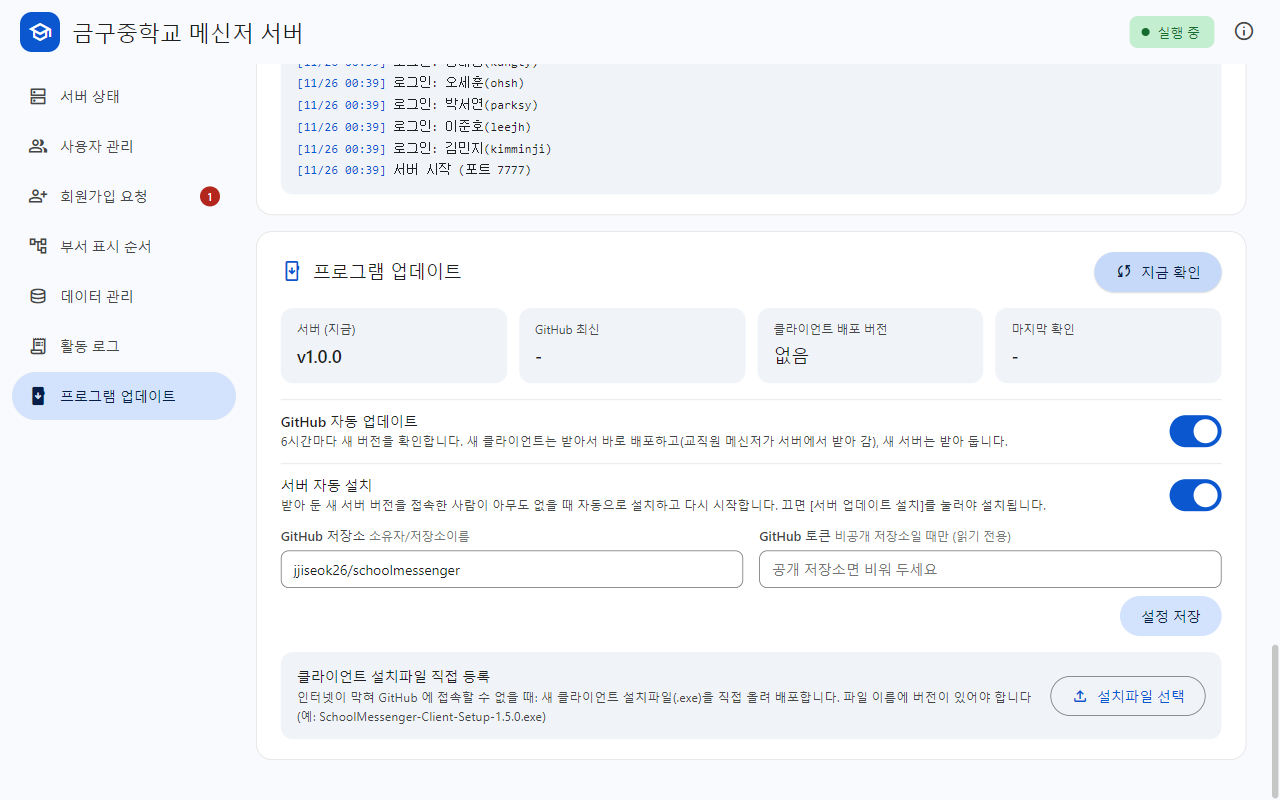 금구중학교 메신저 서버
실행 중
서버 상태
사용자 관리
회원가입 요청
1
부서 표시 순서
데이터 관리
활동 로그
프로그램 업데이트
[11/26 00:39] 로그인: 오세훈(ohsh)
[11/26 00:39] 로그인: 박서연(parksy)
[11/26 00:39] 로그인: 이준호(leejh)
[11/26 00:39] 로그인: 김민지(kimminji)
[11/26 00:39] 서버 시작 (포트 7777)
프로그램 업데이트
지금 확인
서버 (지금)
v1.0.0
GitHub 최신
-
클라이언트 배포 버전
없음
마지막 확인
-
GitHub 자동 업데이트
6시간마다 새 버전을 확인합니다. 새 클라이언트는 받아서 바로 배포하고(교직원 메신저가 서버에서 받아 감), 새 서버는 받아 둡니다.
서버 자동 설치
받아 둔 새 서버 버전을 접속한 사람이 아무도 없을 때 자동으로 설치하고 다시 시작합니다. 끄면 [서버 업데이트 설치]를 눌러야 설치됩니다.
GitHub 저장소 소유자/저장소이름
jjiseok26/schoolmessenger
GitHub 토큰 비공개 저장소일 때만 (읽기 전용)
공개 저장소면 비워 두세요
설정 저장
클라이언트 설치파일 직접 등록
인터넷이 막혀 GitHub 에 접속할 수 없을 때: 새 클라이언트 설치파일(.exe)을 직접 올려 배포합니다. 파일 이름에 버전이 있어야 합니다
(예: SchoolMessenger-Client-Setup-1.5.0.exe)
설치파일 선택